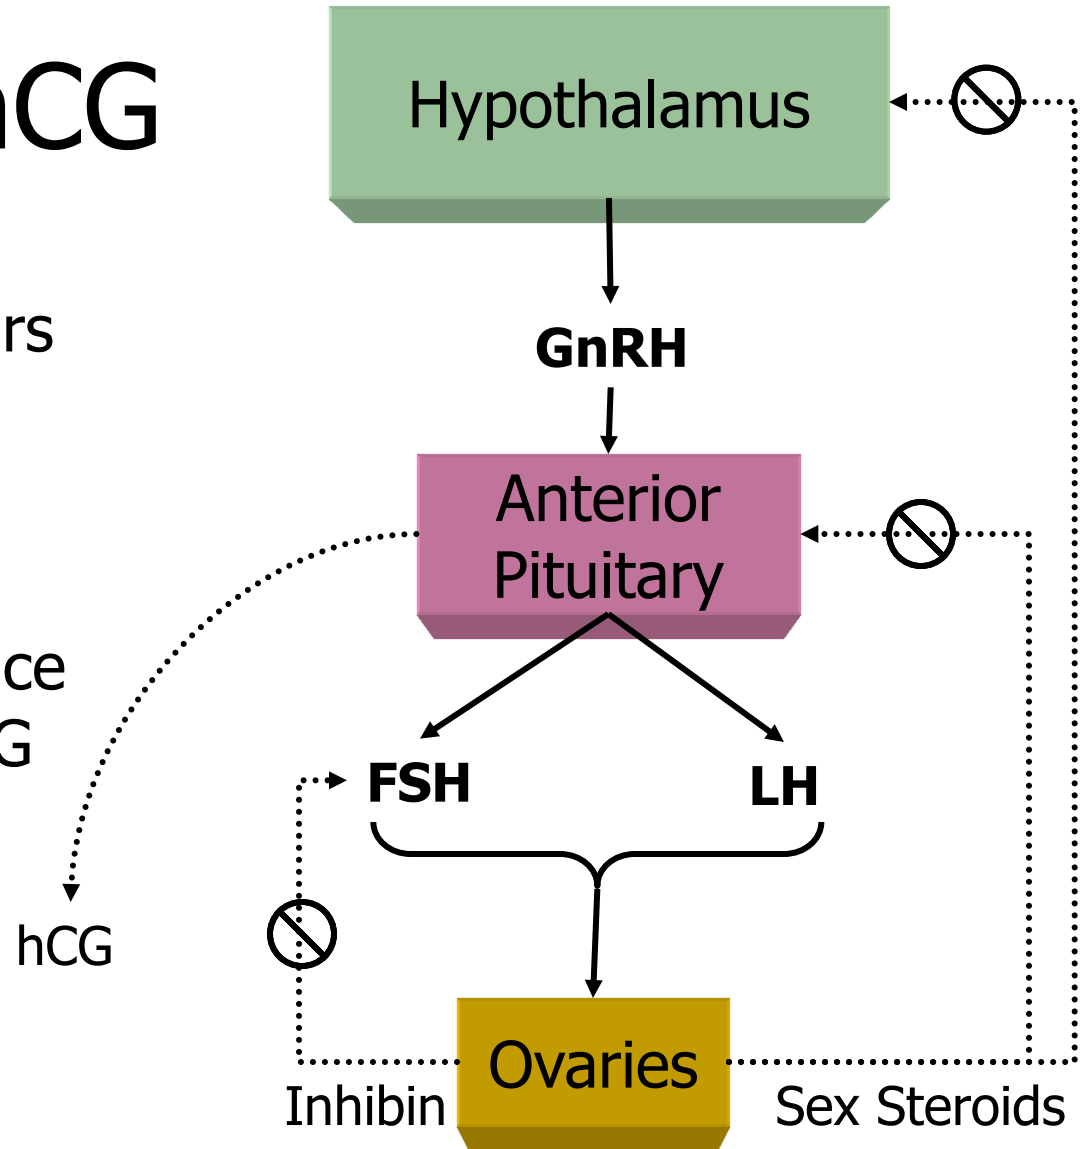 hCG
Hypothalamus
rs
GnRH
Anterior
Pituitary
ce
G
FSH
LH
hCG
Ovaries
Inhibin
Sex Steroids